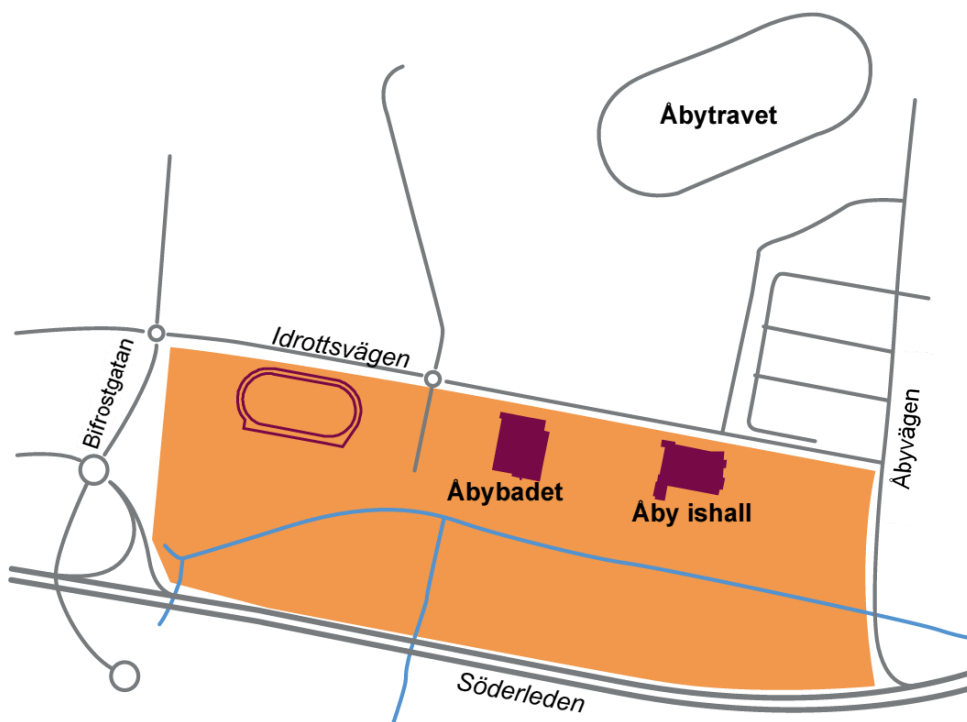 Åbytravet
Idrottsvägen
Bifrostgatan
Åbyvägen
Åbybadet
Åby ishall
Söderleden